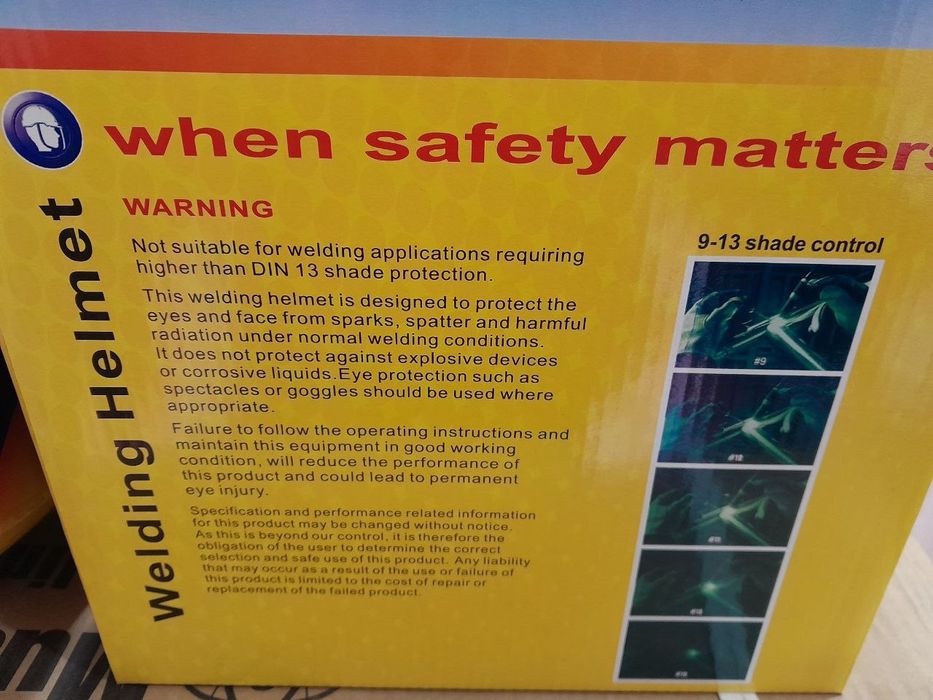 when safety matters
Welding Helmet
WARNING
Not suitable for welding applications requiring
higher than DIN 13 shade protection.
This welding helmet is designed to protect the
eyes and face from sparks, spatter and harmful
radiation under normal welding conditions.
It does not protect against explosive devices
or corrosive liquids.Eye protection such as
spectacles or goggles should be used where
appropriate.
Failure to follow the operating instructions and
maintain this equipment in good working
condition, will reduce the performance of
this product and could lead to permanent
eye injury.
Specification and performance related information
for this product may be changed without notice.
As this is beyond our control, it is therefore the
obligation of the user to determine the correct
selection and safe use of this product. Any liability
that may occur as a result of the use or failure of
this product is limited to the cost of repair or
replacement of the failed product.
9-13 shade control
#9